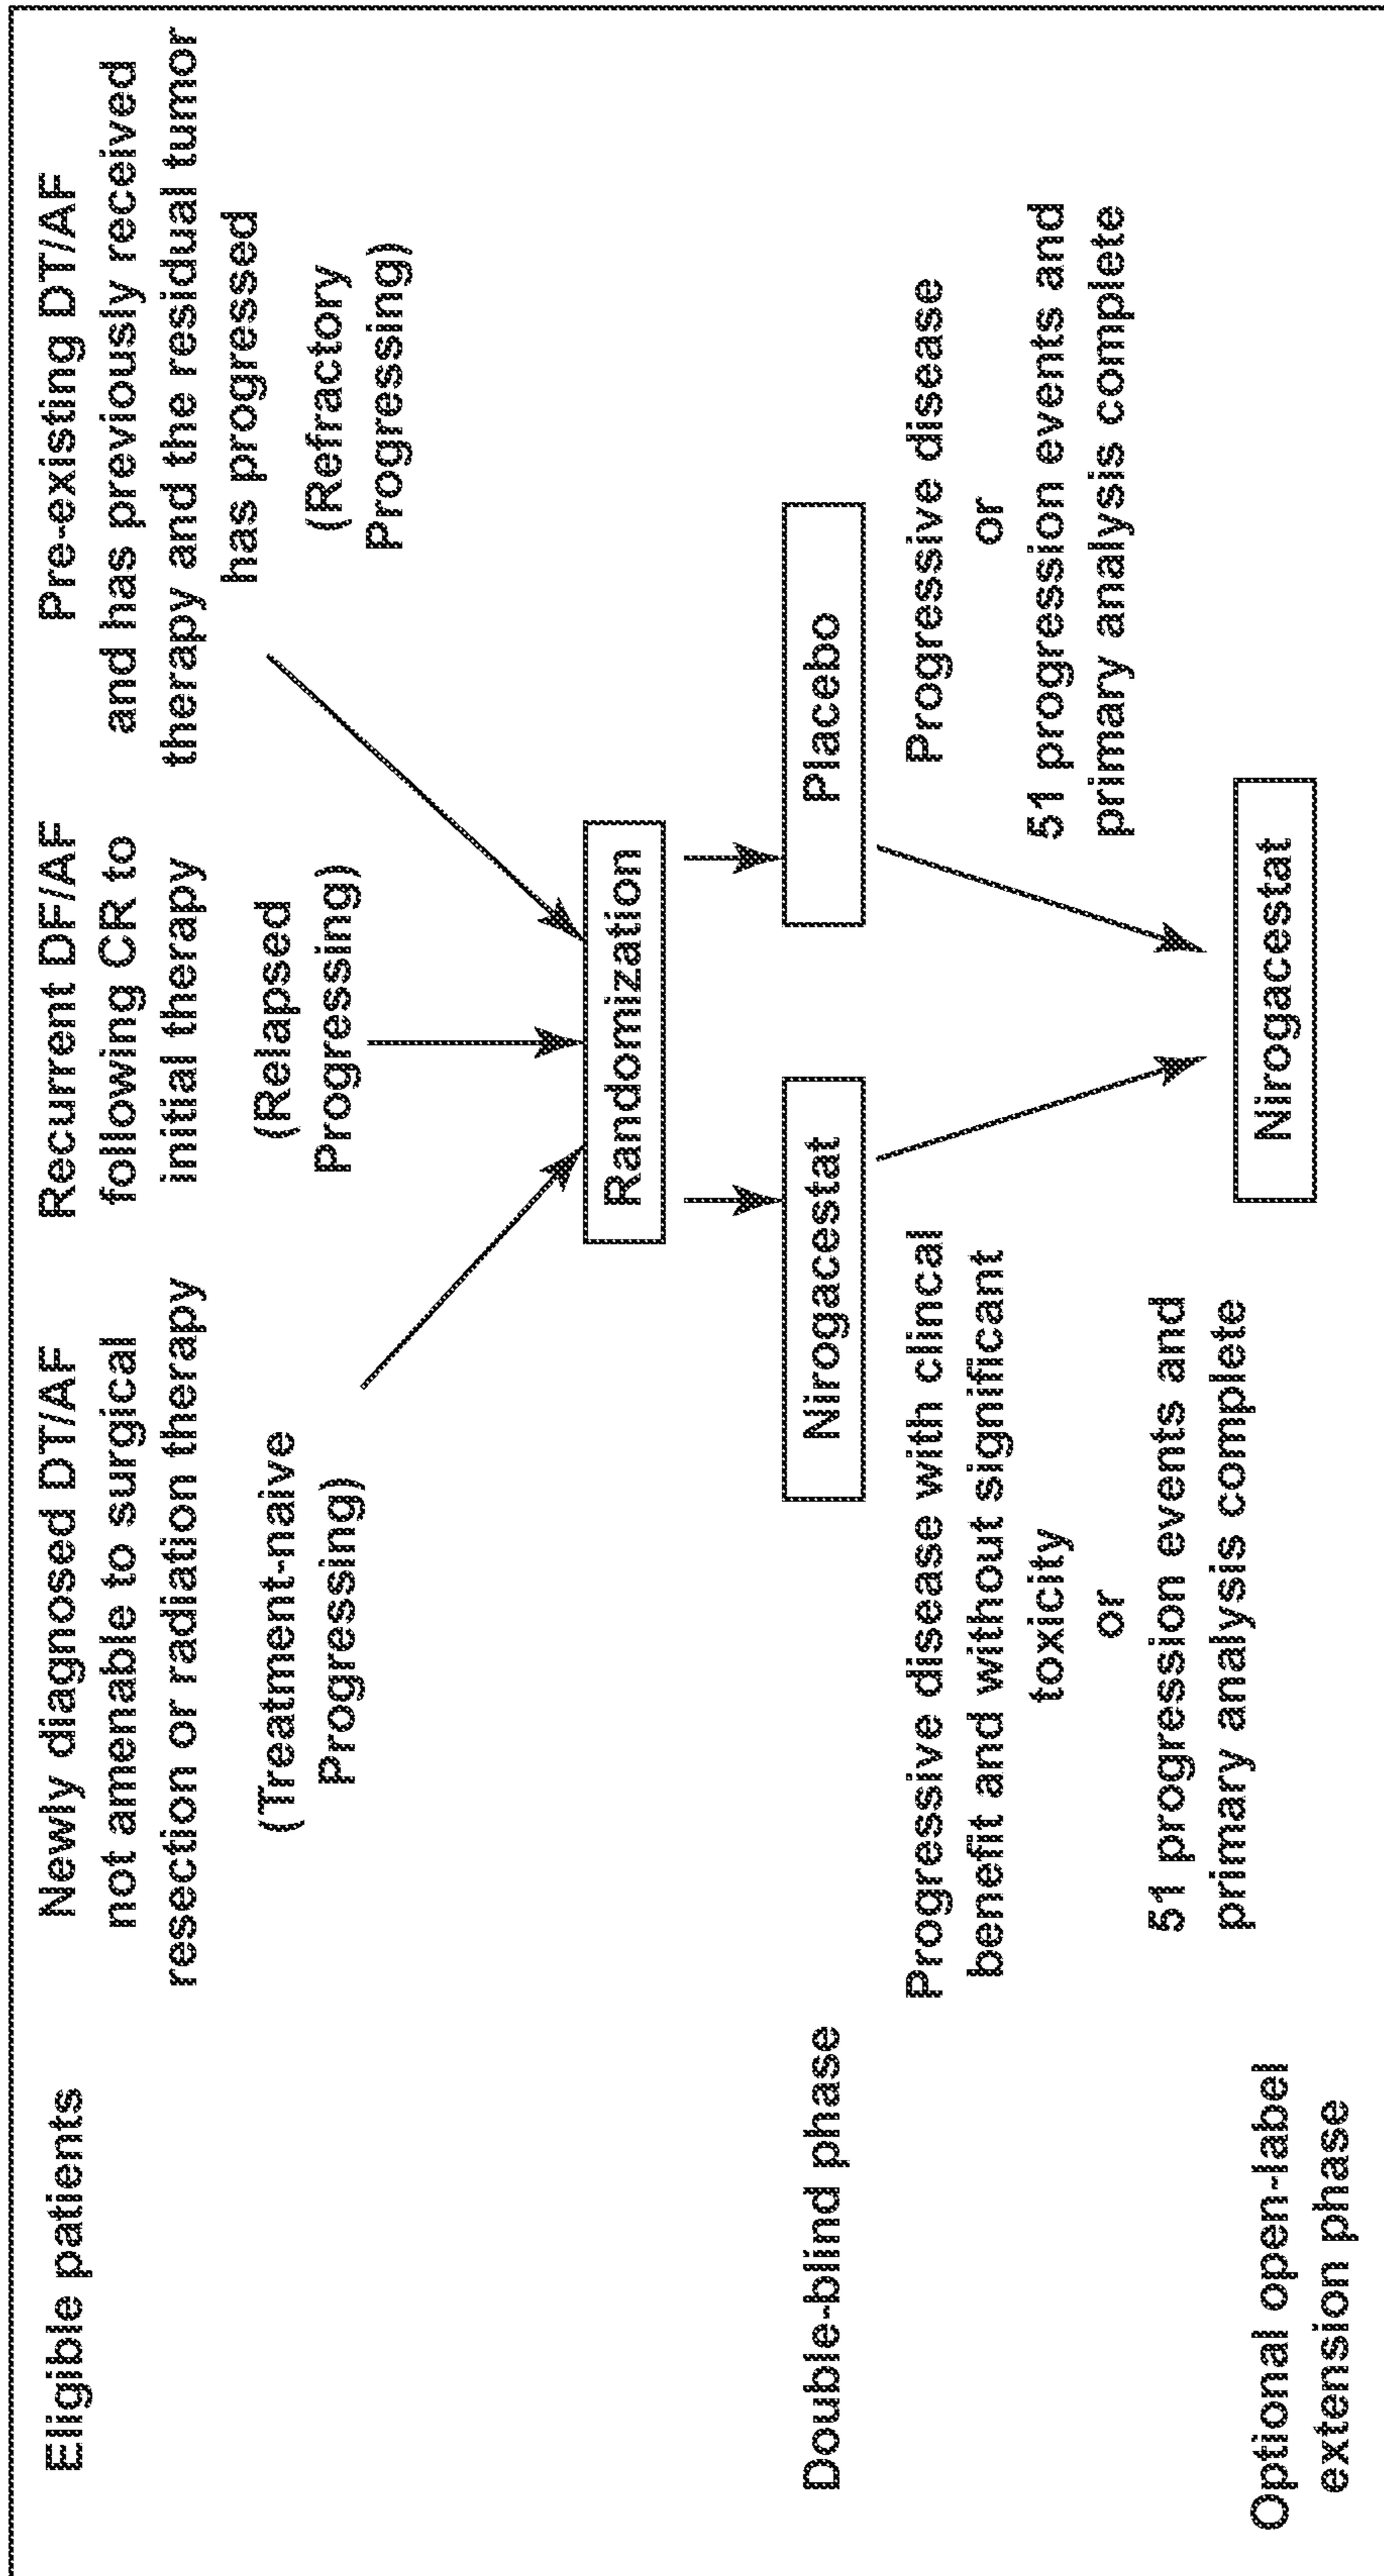 Eligible patients
Newly diagnosed DT/AF
not amenable to surgical
resection or radiation therapy
(Treatment-naive
Progressing)
Recurrent DF/AF
following CR to
initial therapy
(Relapsed
Progressing)
Pre-existing DT/AF
and has previously received
therapy and the residual tumor
has progressed
(Refractory
Progressing)
Randomization
Double-blind phase
Nirogacestat
Placebo
Progressive disease with clincal
benefit and without significant
toxicity
or
51 progression events and
primary analysis complete
Progressive disease
or
51 progression events and
primary analysis complete
Optional open-label
extension phase
Nirogacestat